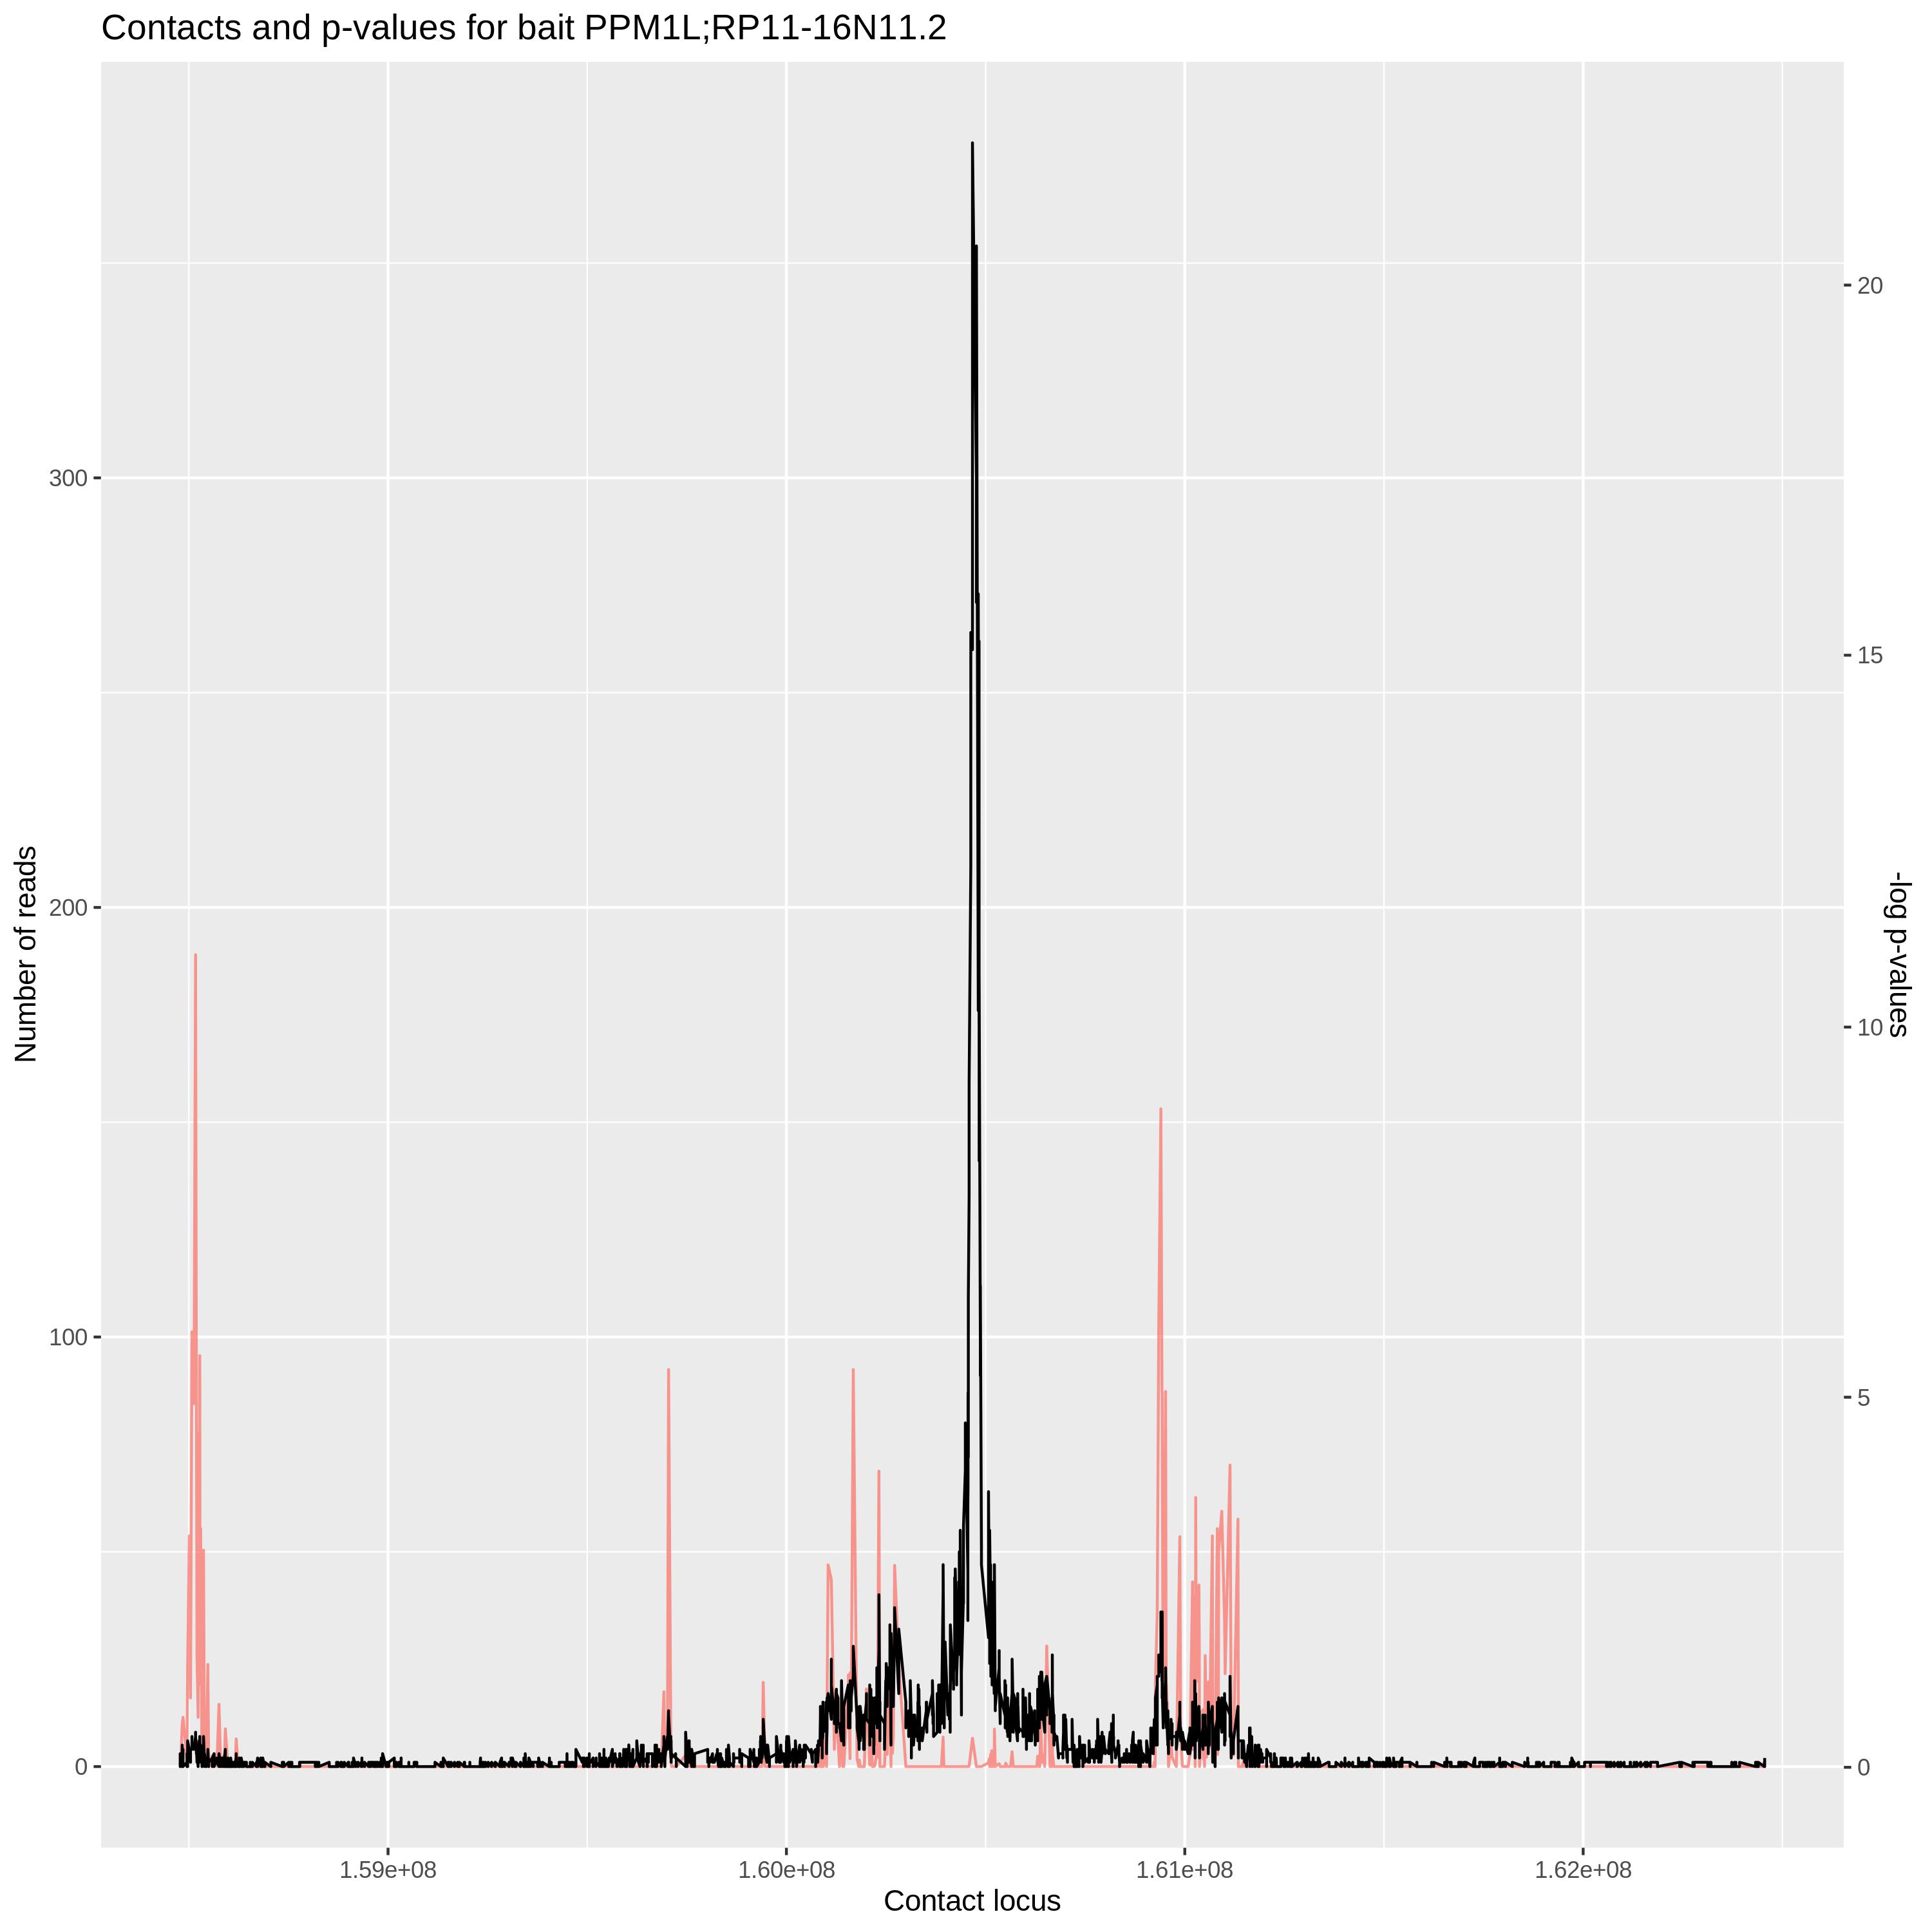 Contacts and p-values for bait PPM1L;RP11-16N11.2
Number of reads
300
200
100
0
20
15
10
5
0
-log p-values
1.59e+08
1.60e+08
1.61e+08
1.62e+08
Contact locus